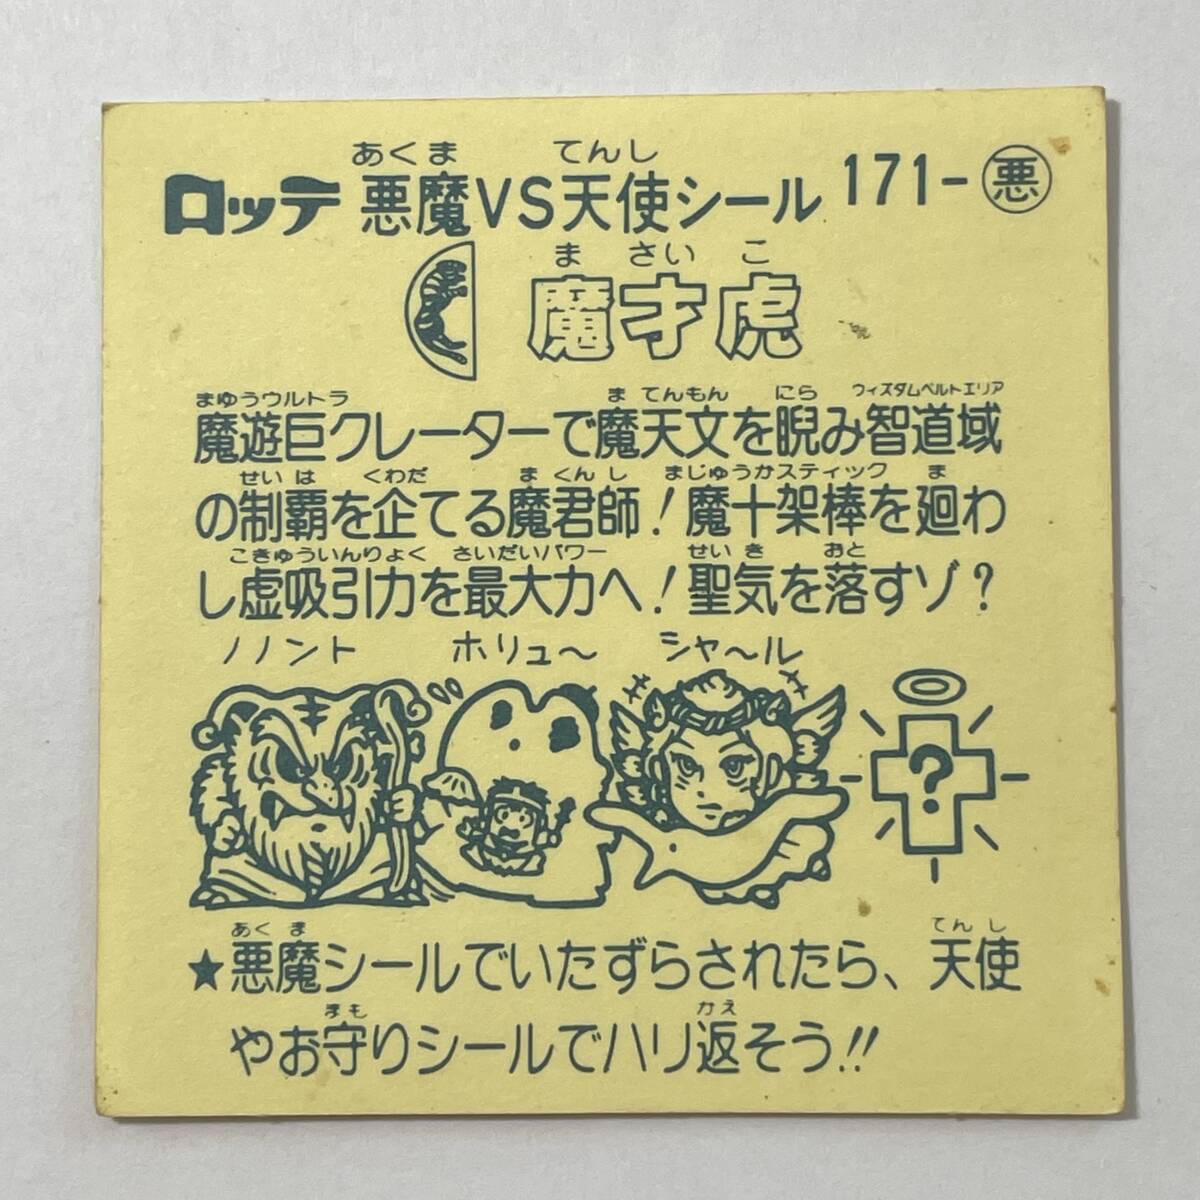 あくま てんし
ロッテ 悪魔VS天使シール 171-悪
ま さい こ
魔才虎
まゆうウルトラ ま てんもん にら ウィズダムベルトエリア
魔遊巨クレーターで魔天文を睨み智道域
せい は くわだ ま くん し まじゅうかスティック ま
の制覇を企てる魔君師!魔十架棒を廻わ
こきゅういんりょく さいだいパワー せい き おと
し虚吸引力を最大力へ!聖気を落すゾ?
ノノント ホリュ〜 シャ〜ル
?
あく ま てん し
★悪魔シールでいたずらされたら、天使
まも かえ
やお守りシールでハリ返そう!!